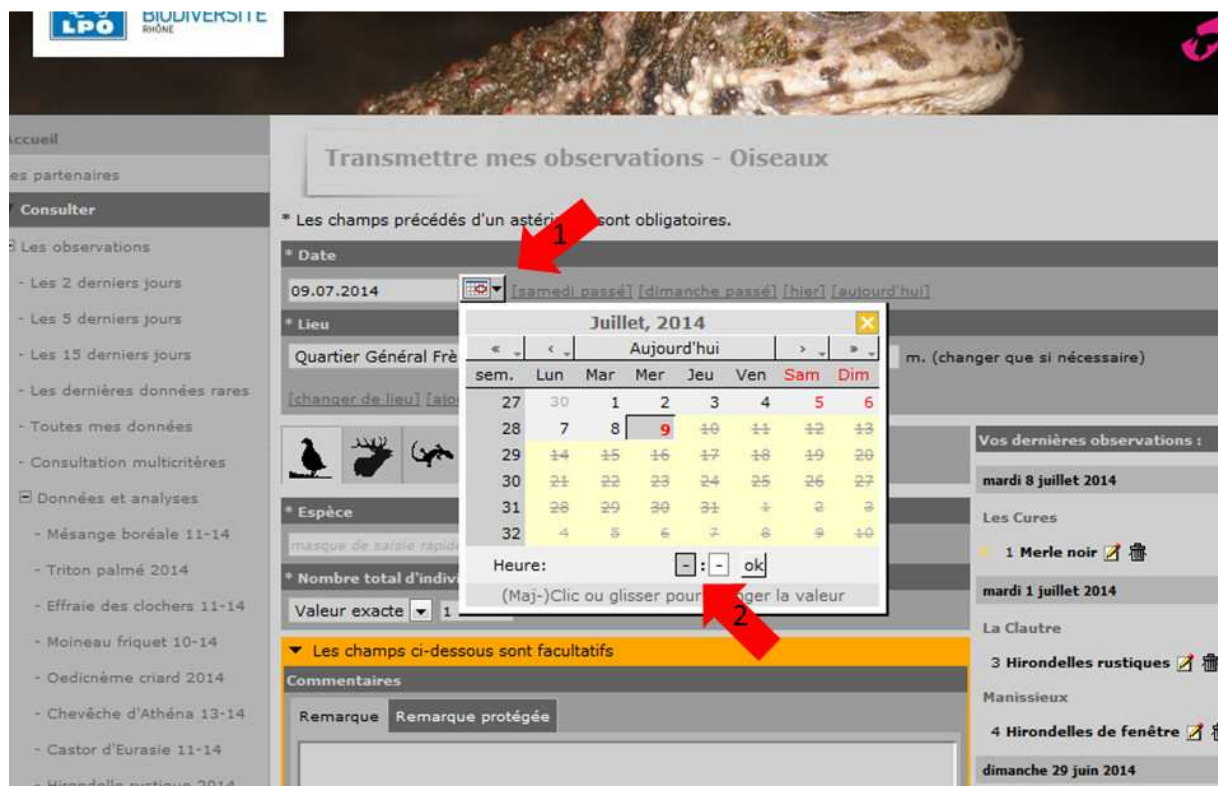 LPO
BIODIVERSITE
RHÔNE
Accueil
es partenaires
Consulter
Les observations
- Les 2 derniers jours
- Les 5 derniers jours
- Les 15 derniers jours
- Les dernières données rares
- Toutes mes données
- Consultation multicritères
Données et analyses
- Mésange boréale 11-14
- Triton palmé 2014
- Effraie des clochers 11-14
- Moineau friquet 10-14
- Oedicnème criard 2014
- Chevêche d'Athéna 13-14
- Castor d'Eurasie 11-14
- Hirondelle rustique 2014
Transmettre mes observations - Oiseaux
* Les champs précédés d'un sont obligatoires.
1
* Date
09.07.2014 [samedi passé] [dimanche passé] [hier] [aujourd'hui]
* Lieu
Quartier Général Frè m. (changer que si nécessaire)
[changer de lieu]
Juillet, 2014
« ‹ Aujourd'hui › »
sem. Lun Mar Mer Jeu Ven Sam Dim
27 30 1 2 3 4 5 6
28 7 8 9 10 11 12 13
29 14 15 16 17 18 19 20
30 21 22 23 24 25 26 27
31 28 29 30 31 1 2 3
32 4 5 6 7 8 9 10
Heure: - : - ok
(Maj-)Clic ou glisser la valeur
2
* Espèce
masque de saisie rapide
* Nombre total d'indivi
Valeur exacte 1
Les champs ci-dessous sont facultatifs
Commentaires
Remarque Remarque protégée
Vos dernières observations :
mardi 8 juillet 2014
Les Cures
1 Merle noir
mardi 1 juillet 2014
La Clautre
3 Hirondelles rustiques
Manissieux
4 Hirondelles de fenêtre
dimanche 29 juin 2014